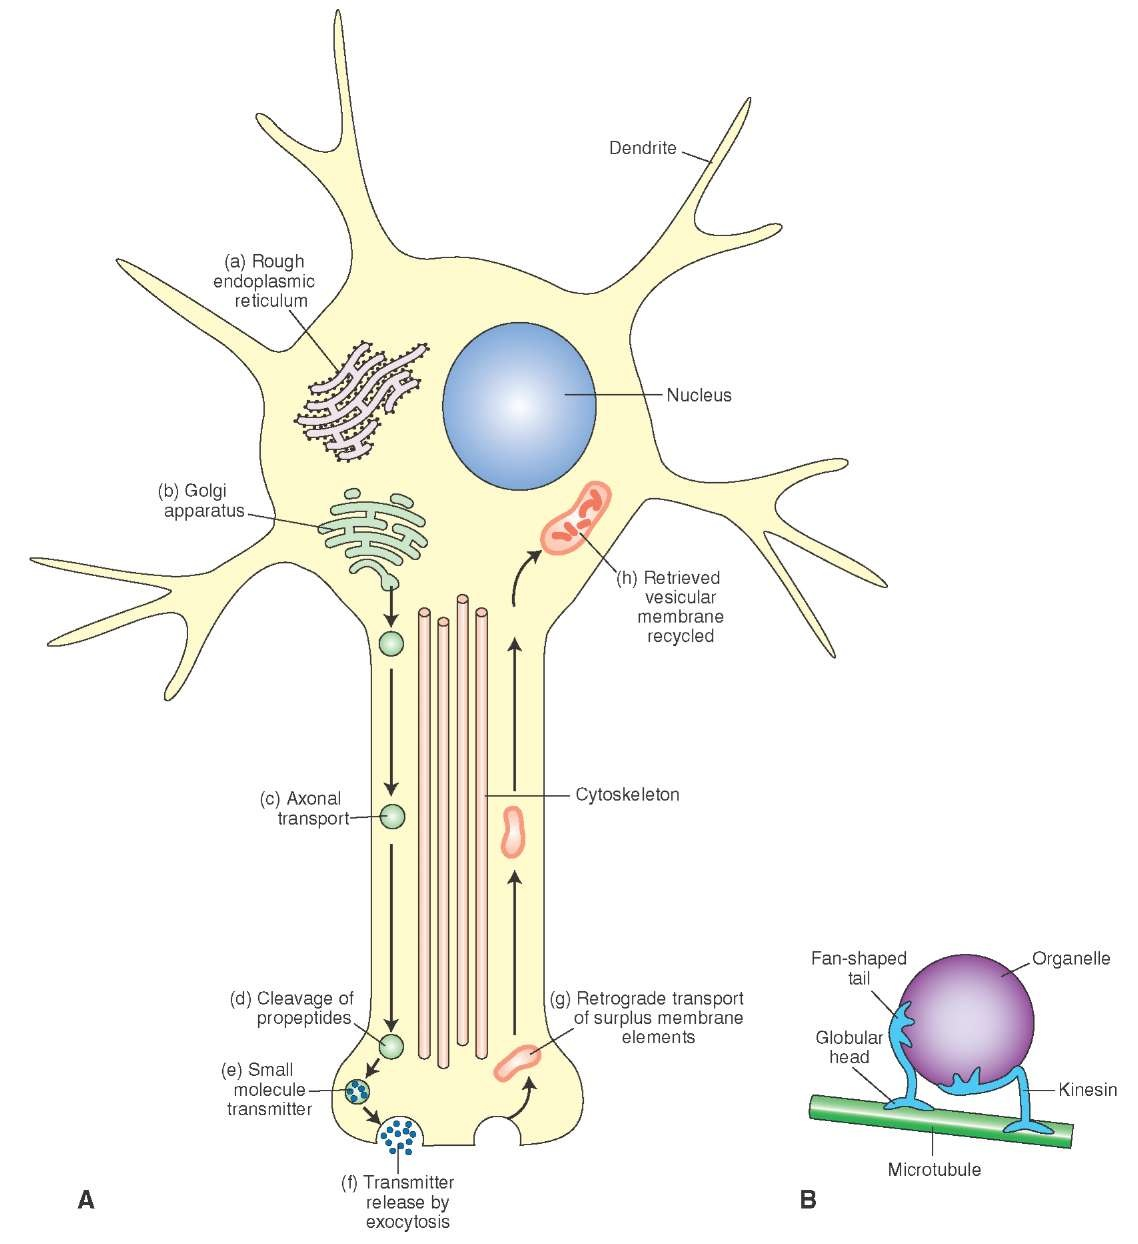 Dendrite
(a) Rough
endoplasmic
reticulum
Nucleus
(b) Golgi
apparatus
(h) Retrieved
vesicular
membrane
recycled
(c) Axonal
transport
Cytoskeleton
(d) Cleavage of
propeptides
(g) Retrograde transport
of surplus membrane
elements
(e) Small
molecule
transmitter
(f) Transmitter
release by
exocytosis
A
Fan-shaped
tail
Organelle
Globular
head
Kinesin
Microtubule
B